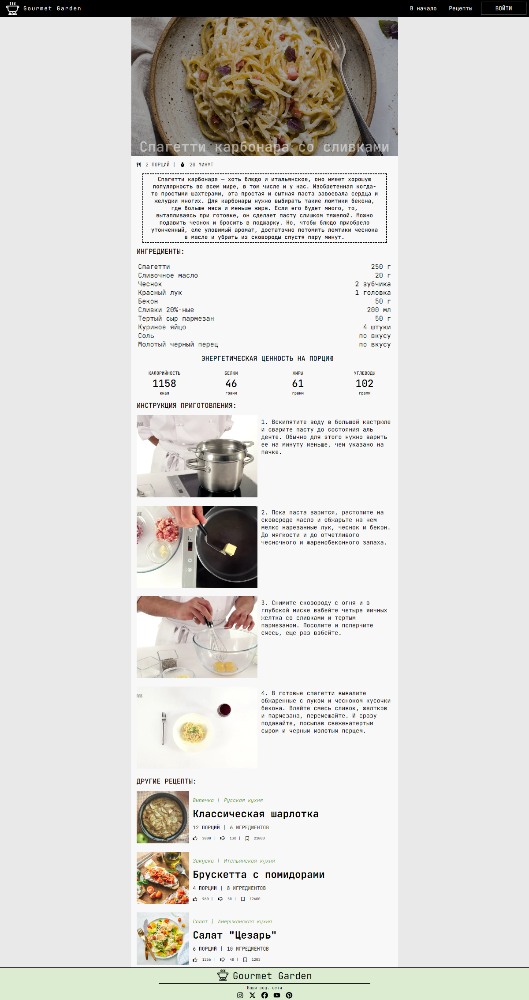 Gourmet Garden
В начало Рецепты ВОЙТИ
Спагетти карбонара со сливками
2 ПОРЦИЙ | 20 МИНУТ
Спагетти карбонара — хоть блюдо и итальянское, оно имеет хорошую
популярность во всем мире, в том числе и у нас. Изобретенная когда-
то простыми шахтерами, эта простая и сытная паста завоевала сердца и
желудки многих. Для карбонары нужно выбирать такие ломтики бекона,
где больше мяса и меньше жира. Если его будет много, то,
вытапливаясь при готовке, он сделает пасту слишком тяжелой. Можно
подавить чеснок и бросить в поджарку. Но, чтобы блюдо приобрело
утонченный, еле уловимый аромат, достаточно потомить ломтики чеснока
в масле и убрать из сковороды спустя пару минут.
ИНГРЕДИЕНТЫ:
Спагетти 250 г
Сливочное масло 20 г
Чеснок 2 зубчика
Красный лук 1 головка
Бекон 50 г
Сливки 20%-ные 200 мл
Тертый сыр пармезан 50 г
Куриное яйцо 4 штуки
Соль по вкусу
Молотый черный перец по вкусу
ЭНЕРГЕТИЧЕСКАЯ ЦЕННОСТЬ НА ПОРЦИЮ
КАЛОРИЙНОСТЬ БЕЛКИ ЖИРЫ УГЛЕВОДЫ
1158 46 61 102
ккал грамм грамм грамм
ИНСТРУКЦИЯ ПРИГОТОВЛЕНИЯ:
1. Вскипятите воду в большой кастрюле
и сварите пасту до состояния аль
денте. Обычно для этого нужно варить
ее на минуту меньше, чем указано на
пачке.
2. Пока паста варится, растопите на
сковороде масло и обжарьте на нем
мелко нарезанные лук, чеснок и бекон.
До мягкости и до отчетливого
чесночного и жаренобеконного запаха.
3. Снимите сковороду с огня и в
глубокой миске взбейте четыре яичных
желтка со сливками и тертым
пармезаном. Посолите и поперчите
смесь, еще раз взбейте.
4. В готовые спагетти вывалите
обжаренные с луком и чесноком кусочки
бекона. Влейте смесь сливок, желтков
и пармезана, перемешайте. И сразу
подавайте, посыпав свеженатертым
сыром и черным молотым перцем.
ДРУГИЕ РЕЦЕПТЫ:
Выпечка | Русская кухня
Классическая шарлотка
12 ПОРЦИЙ | 6 ИГРЕДИЕНТОВ
2000 | 130 | 21000
Закуска | Итальянская кухня
Брускетта с помидорами
4 ПОРЦИИ | 8 ИГРЕДИЕНТОВ
960 | 50 | 12600
Салат | Американская кухня
Салат "Цезарь"
6 ПОРЦИЙ | 10 ИГРЕДИЕНТОВ
1256 | 48 | 1202
Gourmet Garden
Наши соц. сети